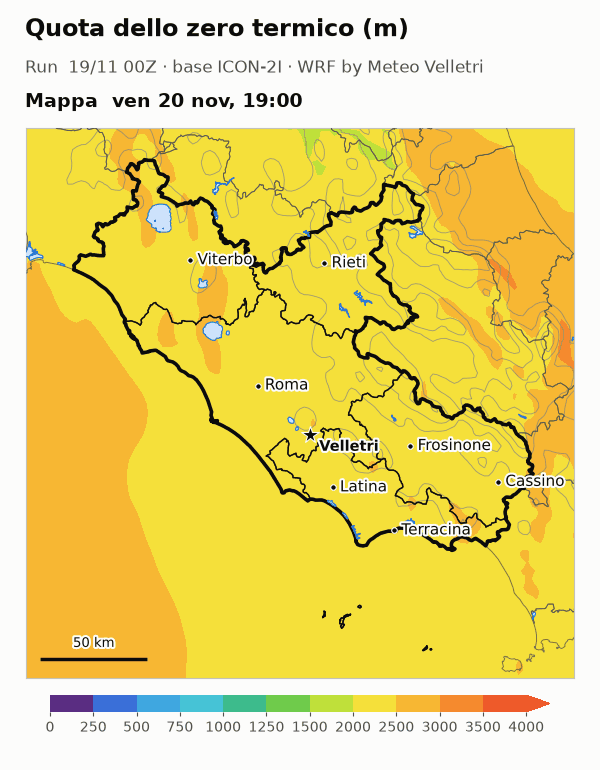 Quota dello zero termico (m)
Run  19/11 00Z · base ICON-2I · WRF by Meteo Velletri
Mappa  ven 20 nov, 19:00
Viterbo
Rieti
Roma
Velletri
Frosinone
Cassino
Latina
Terracina
50 km
0 250 500 750 1000 1250 1500 2000 2500 3000 3500 4000